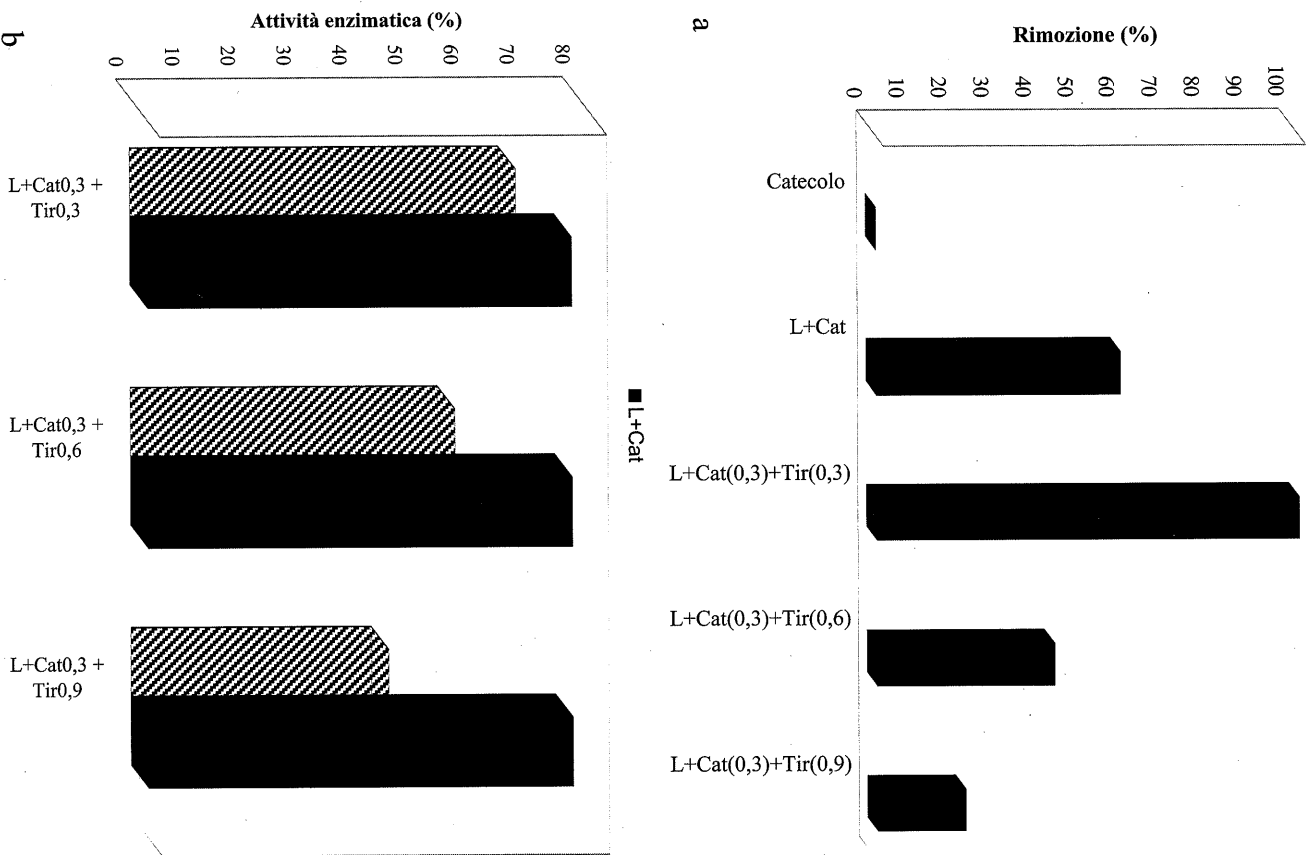 a
Rimozione (%)
0
10
20
30
40
50
60
70
80
90
100
Catecolo
L+Cat
L+Cat(0,3)+Tir(0,3)
L+Cat(0,3)+Tir(0,6)
L+Cat(0,3)+Tir(0,9)
b
Attività enzimatica (%)
0
10
20
30
40
50
60
70
80
L+Cat0,3 +
Tir0,3
L+Cat0,3 +
Tir0,6
L+Cat0,3 +
Tir0,9
L+Cat